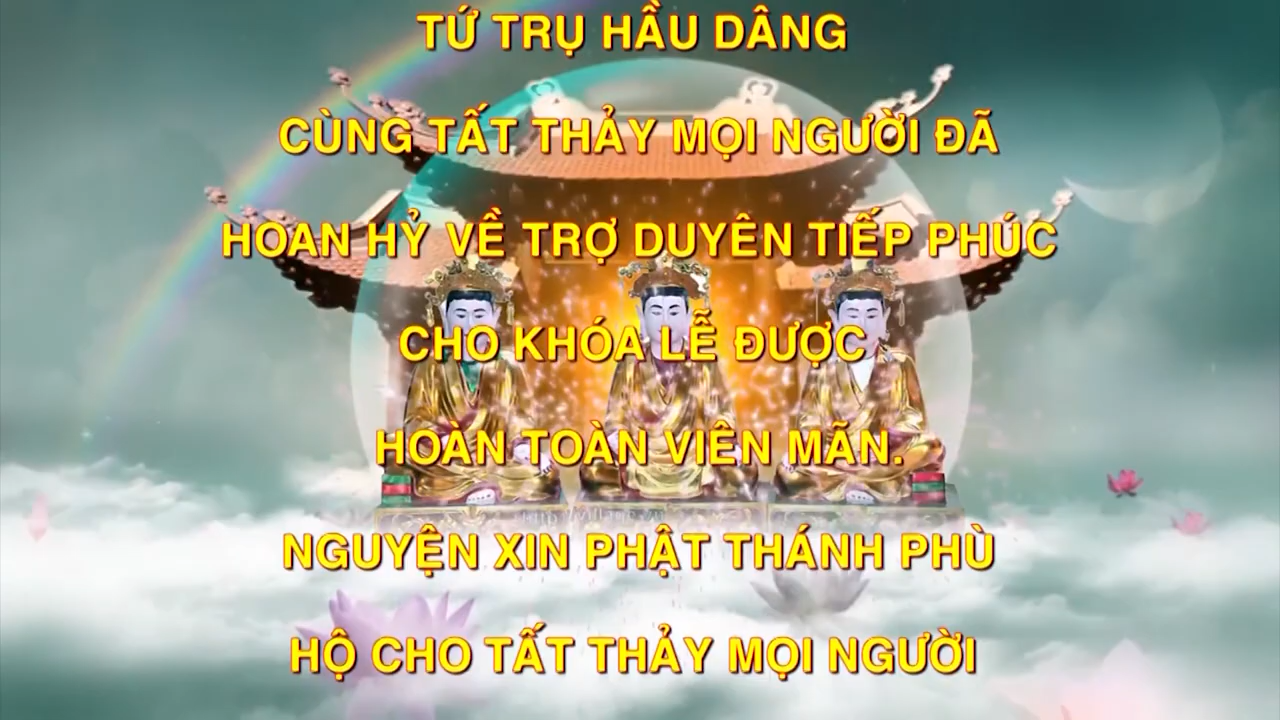 TỨ TRỤ HẦU DÂNG
CÙNG TẤT THẢY MỌI NGƯỜI ĐÃ
HOAN HỶ VỀ TRỢ DUYÊN TIẾP PHÚC
CHO KHÓA LỄ ĐƯỢC
HOÀN TOÀN VIÊN MÃN.
NGUYỆN XIN PHẬT THÁNH PHÙ
HỘ CHO TẤT THẢY MỌI NGƯỜI